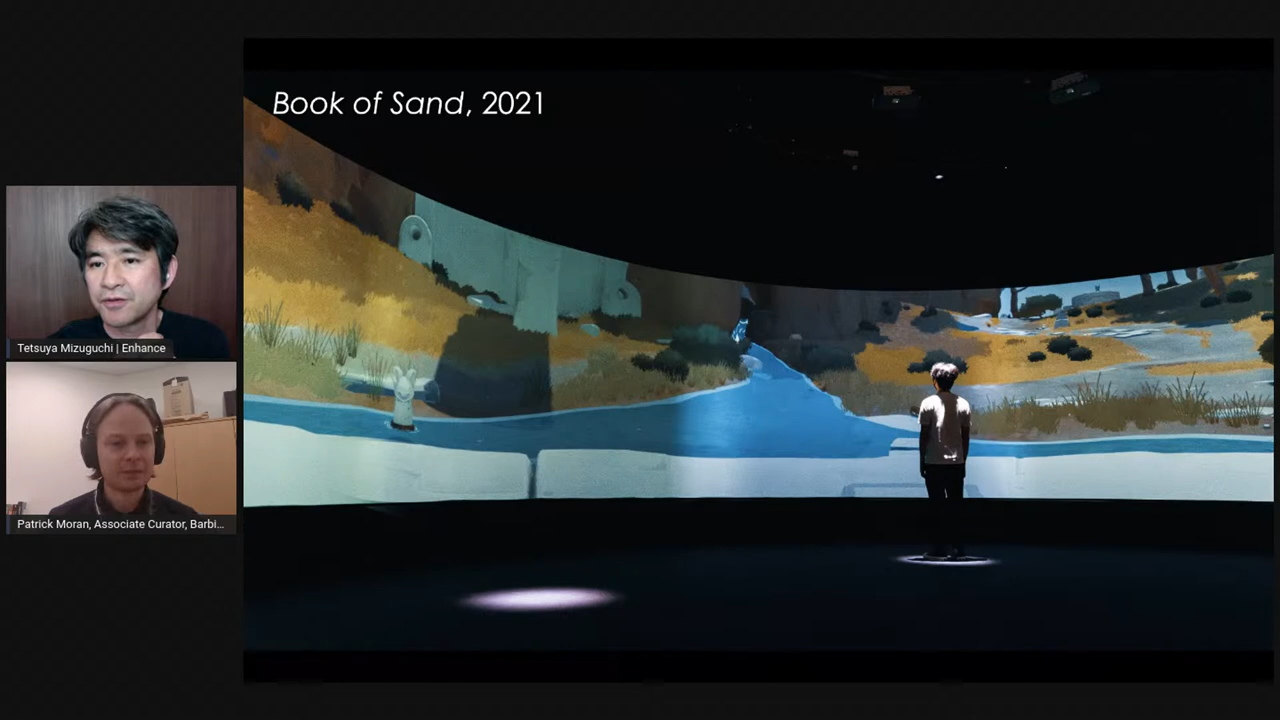 Book of Sand, 2021
Tetsuya Mizuguchi | Enhance
Patrick Moran, Associate Curator, Barbi...